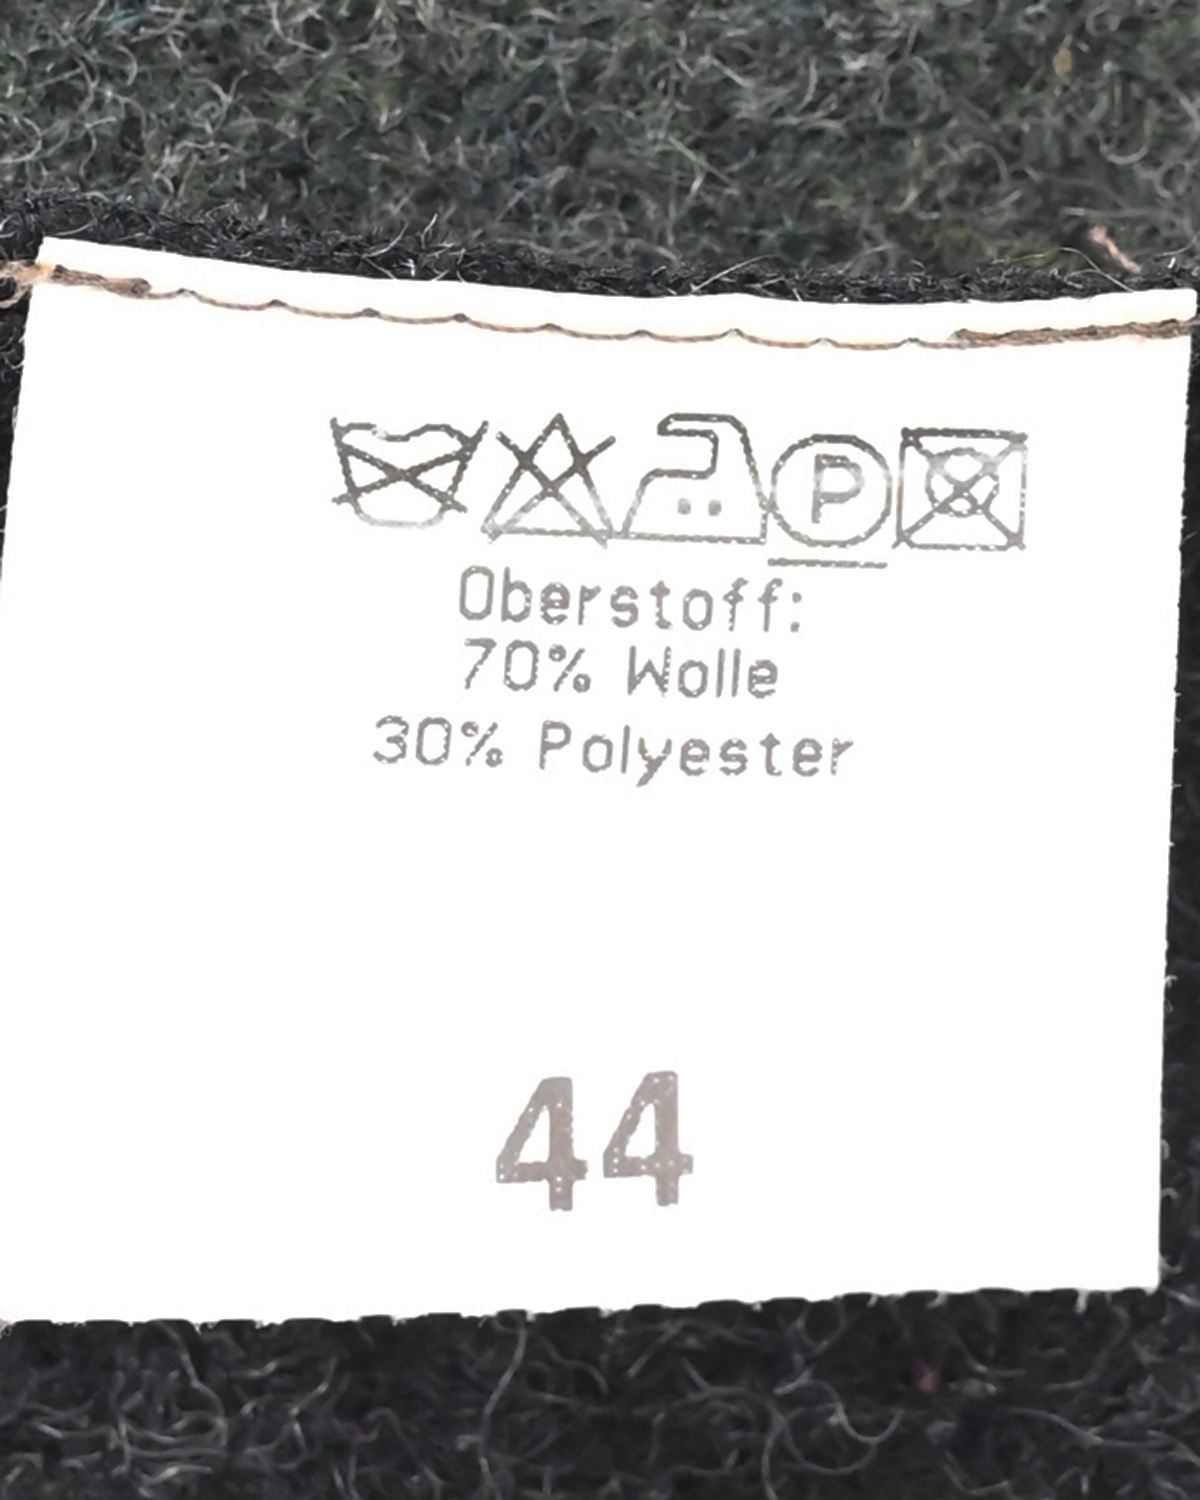 P
Oberstoff:
70% Wolle
30% Polyester
44